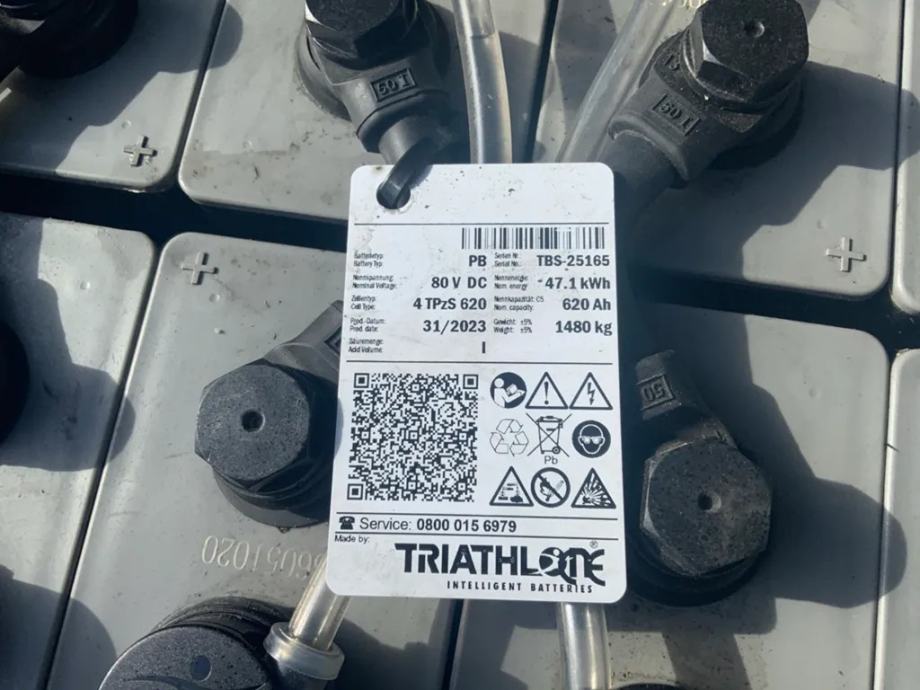 50 T
50 T
Batterietyp:
Battery Typ:
PB
Serien Nr.
Serial No.:
TBS-25165
Nennspannung:
Nominal Voltage:
80 V DC
Nennenergie:
Nom. energy
47.1 kWh
Zellentyp:
Cell Type:
4 TPzS 620
Nennkapazität C5
Nom. capacity:
620 Ah
Prod.-Datum:
Prod. date:
31/2023
Gewicht: ±5%
Weight: ±5%
1480 kg
Säuremenge:
Acid Volume:
l
50
Pb
Service: 0800 015 6979
Made by:
TRIATHLON®
INTELLIGENT BATTERIES